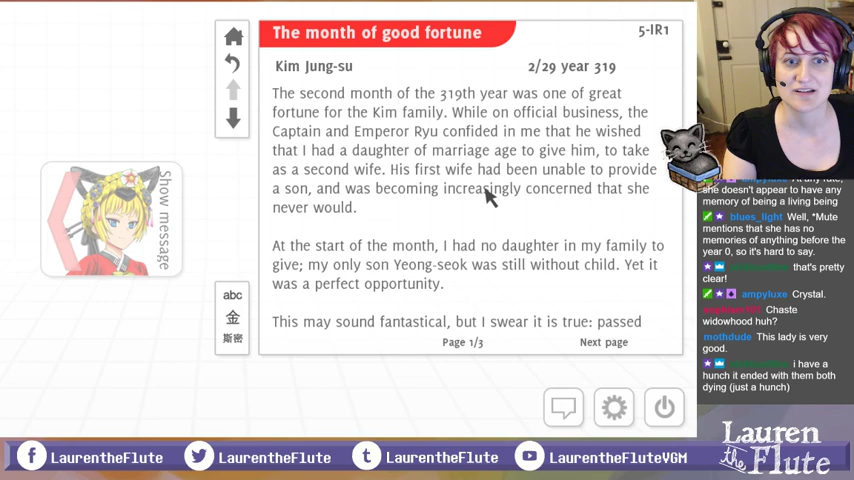 The month of good fortune
5-IR1
Kim Jung-su
2/29 year 319
The second month of the 319th year was one of great
fortune for the Kim family. While on official business, the
Captain and Emperor Ryu confided in me that he wished
that I had a daughter of marriage age to give him, to take
as a second wife. His first wife had been unable to provide
a son, and was becoming increasingly concerned that she
never would.
At the start of the month, I had no daughter in my family to
give; my only son Yeong-seok was still without child. Yet it
was a perfect opportunity.
This may sound fantastical, but I swear it is true: passed
Page 1/3
Next page
Show message
abc
金
斯密
she doesn't appear to have any
memory of being a living being
blues_light Well, *Mute
mentions that she has no
memories of anything before the
year 0, so it's hard to say.
that's pretty
clear!
ampyluxe Crystal.
Chaste
widowhood huh?
mothdude This lady is very
good.
i have a
hunch it ended with them both
dying (just a hunch)
Lauren
the Flute
LaurentheFlute
LaurentheFlute
LaurentheFlute
LaurentheFluteVGM